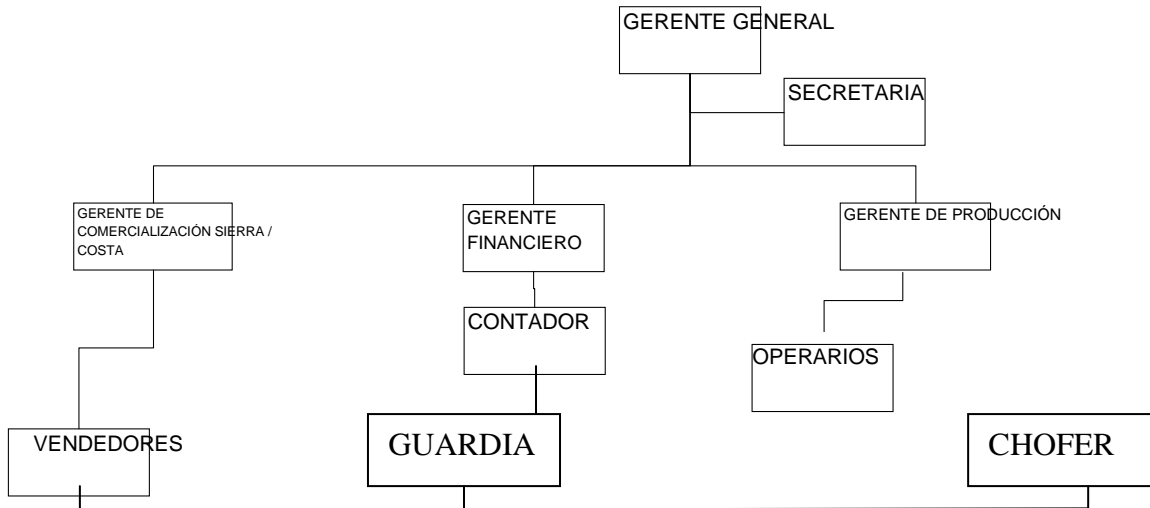 GERENTE GENERAL
SECRETARIA
GERENTE DE
COMERCIALIZACIÓN SIERRA /
COSTA
GERENTE
FINANCIERO
GERENTE DE PRODUCCIÓN
CONTADOR
OPERARIOS
VENDEDORES
GUARDIA
CHOFER